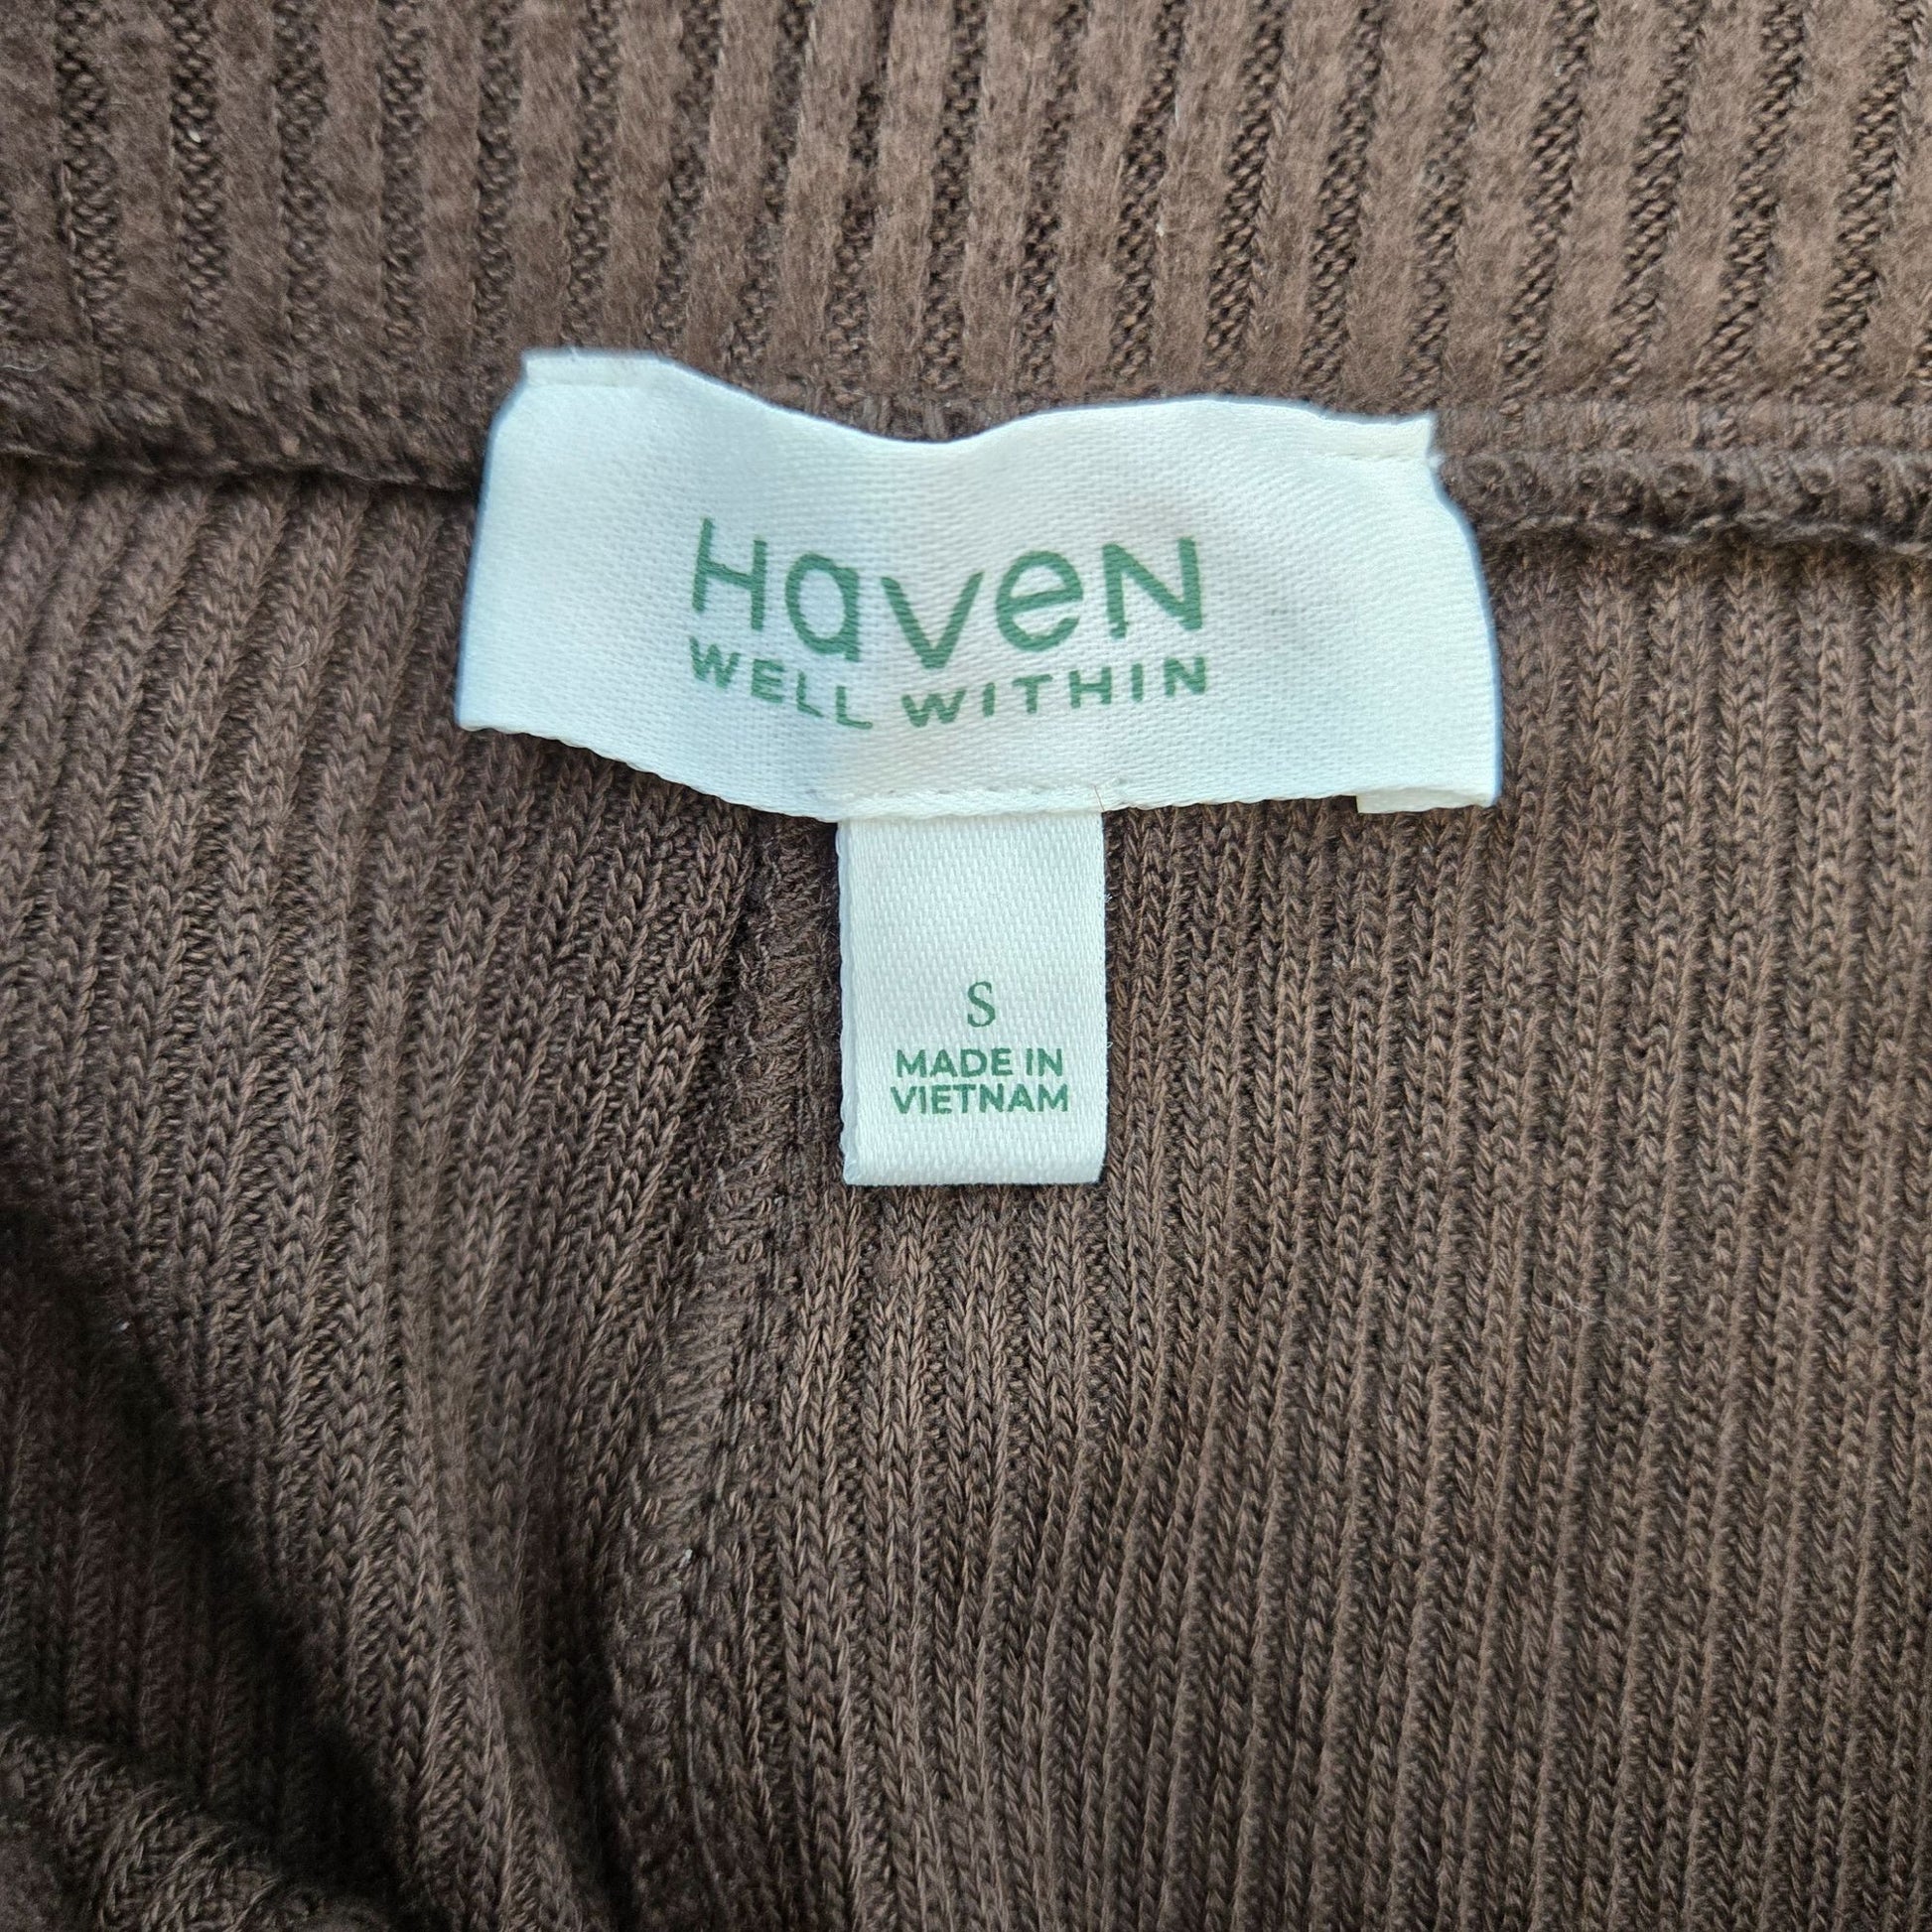 Haven
WELL WITHIN
S
MADE IN
VIETNAM